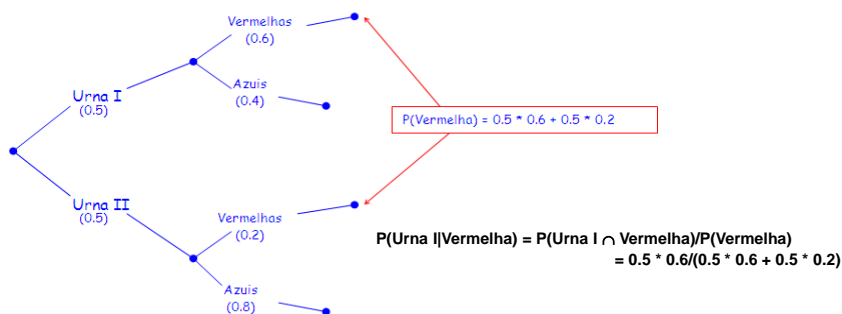 Vermelhas
(0.6)
Azuis
(0.4)
Urna I
(0.5)
P(Vermelha) = 0.5 * 0.6 + 0.5 * 0.2
Urna II
(0.5)
Vermelhas
(0.2)
P(Urna I|Vermelha) = P(Urna I ∩ Vermelha)/P(Vermelha)
= 0.5 * 0.6/(0.5 * 0.6 + 0.5 * 0.2)
Azuis
(0.8)